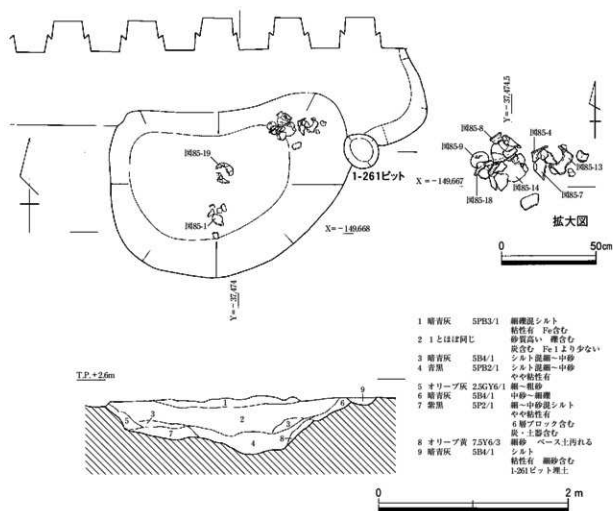 Y=-37,474.5
図85-8
図85-4
図85-9
図85-13
X=-149,667
図85-14
図85-7
図85-18
拡大図
0 50cm
図85-19
1-261ピット
図85-1
X=-149,668
Y=-37,474
T.P.+2.6m
1
2
3
3
4
5
6
7
8
9
1 暗青灰 5PB3/1 細礫混シルト
粘性有 Fe含む
2 1とほぼ同じ 砂質高い 礫含む
炭含む Fe 1より少ない
3 暗青灰 5B4/1 シルト混細～中砂
4 青黒 5PB2/1 シルト混細～中砂
やや粘性有
5 オリーブ灰 2.5GY6/1 細～粗砂
6 暗青灰 5B4/1 中砂～細礫
7 紫黒 5P2/1 細～中砂混シルト
やや粘性有
6層ブロック含む
炭・土器含む
8 オリーブ黄 7.5Y6/3 細砂 ベース土汚れる
9 暗青灰 5B4/1 シルト
粘性有 細砂含む
1-261ピット埋土
0 2 m